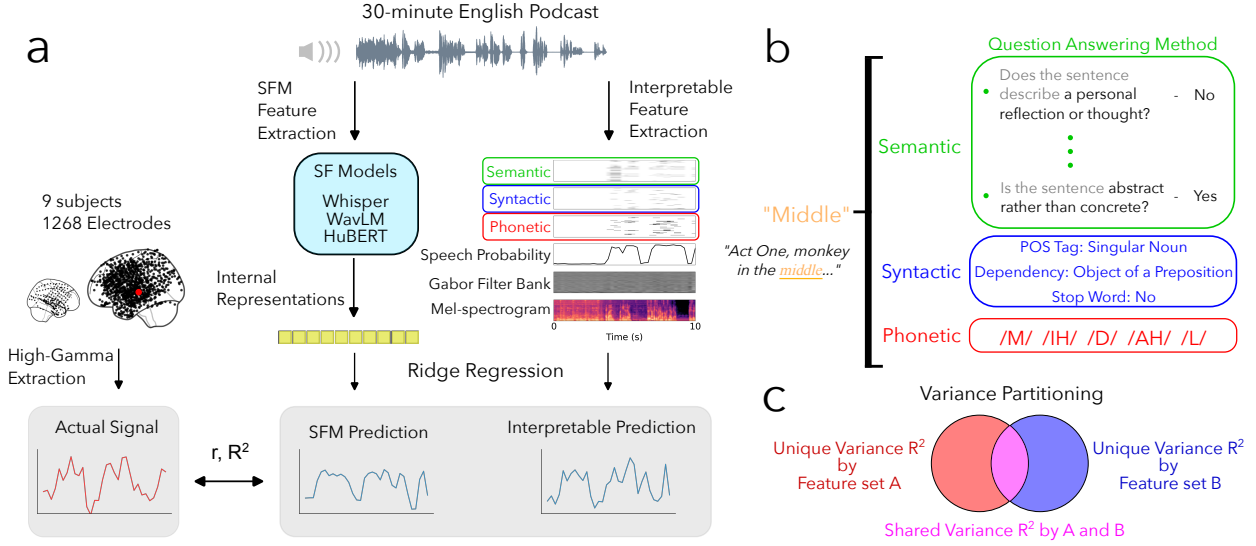 a
30-minute English Podcast
SFM
Feature
Extraction
Interpretable
Feature
Extraction
SF Models
Whisper
WavLM
HuBERT
Semantic
Syntactic
Phonetic
Speech Probability
Gabor Filter Bank
Mel-spectrogram
0
10
Time (s)
9 subjects
1268 Electrodes
Internal
Representations
High-Gamma
Extraction
Ridge Regression
Actual Signal
r, R²
SFM Prediction
Interpretable Prediction
b
Question Answering Method
Does the sentence
describe a personal - No
reflection or thought?
Is the sentence abstract - Yes
rather than concrete?
Semantic
"Middle"
"Act One, monkey
in the middle..."
Syntactic
POS Tag: Singular Noun
Dependency: Object of a Preposition
Stop Word: No
Phonetic
/M/ /IH/ /D/ /AH/ /L/
c
Variance Partitioning
Unique Variance R²
by
Feature set A
Unique Variance R²
by
Feature set B
Shared Variance R² by A and B